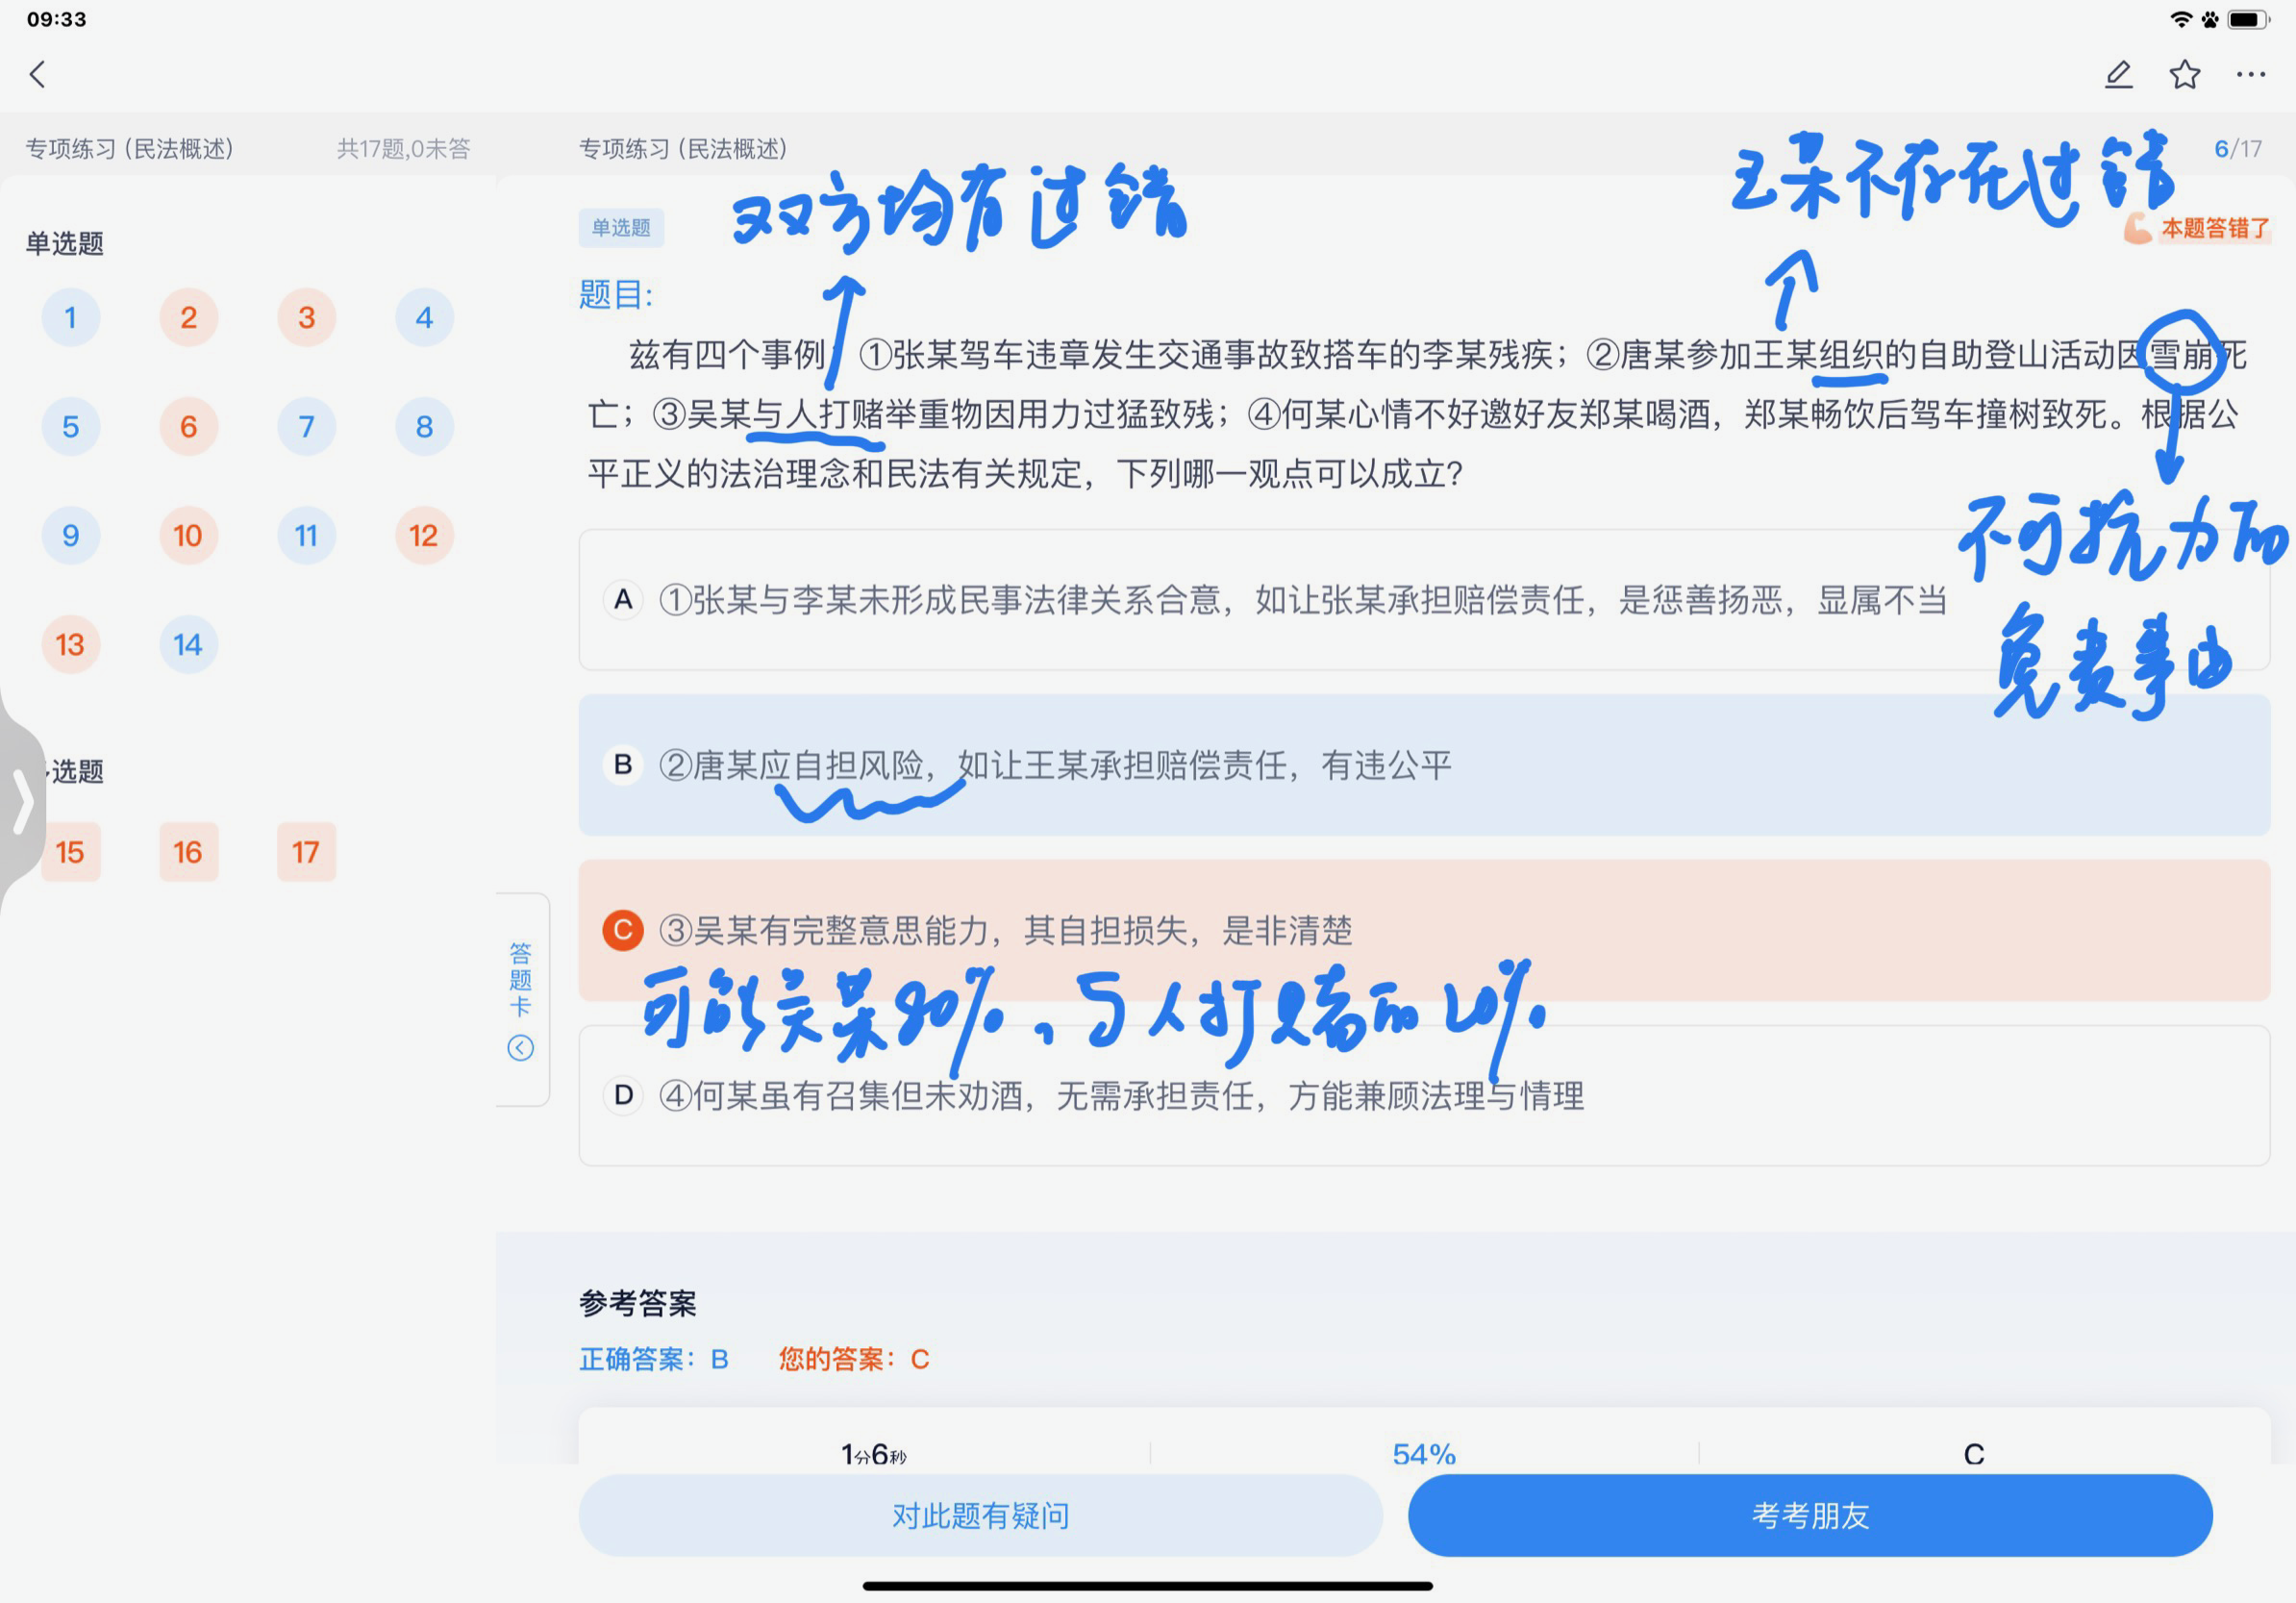 09:33
专项练习（民法概述）
共17题,0未答
单选题
1
2
3
4
5
6
7
8
9
10
11
12
13
14
选题
15
16
17
答题卡
专项练习（民法概述）
6/17
双方均有过错
王某不存在过错
单选题
本题答错了
题目:
兹有四个事例 ①张某驾车违章发生交通事故致搭车的李某残疾；②唐某参加王某组织的自助登山活动因雪崩死
亡；③吴某与人打赌举重物因用力过猛致残；④何某心情不好邀好友郑某喝酒，郑某畅饮后驾车撞树致死。根据公
平正义的法治理念和民法有关规定，下列哪一观点可以成立？
不可抗力的
免责事由
A ①张某与李某未形成民事法律关系合意，如让张某承担赔偿责任，是惩善扬恶，显属不当
B ②唐某应自担风险，如让王某承担赔偿责任，有违公平
C ③吴某有完整意思能力，其自担损失，是非清楚
可能吴某80%、与人打赌的20%
D ④何某虽有召集但未劝酒，无需承担责任，方能兼顾法理与情理
参考答案
正确答案：B 您的答案：C
1分6秒
54%
C
对此题有疑问
考考朋友